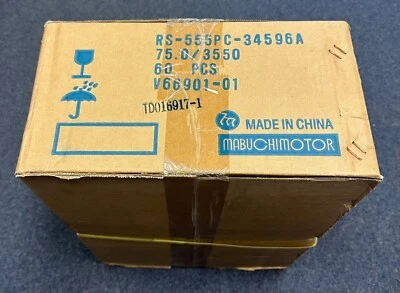 RS-555PC-34596A
75.0/3550
60 PCS
V66901-01
TD016917-1
MADE IN CHINA
MABUCHIMOTOR